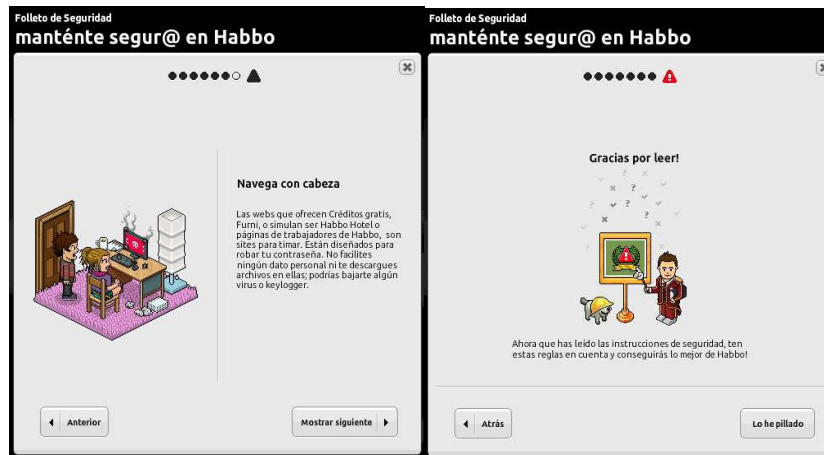 Folleto de Seguridad
manténte segur@ en Habbo
Navega con cabeza
Las webs que ofrecen Créditos gratis,
Furni, o simulan ser Habbo Hotel o
páginas de trabajadores de Habbo, son
sites para timar. Están diseñados para
robar tu contraseña. No facilites
ningún dato personal ni te descargues
archivos en ellas; podrías bajarte algún
virus o keylogger.
Anterior
Mostrar siguiente
Folleto de Seguridad
manténte segur@ en Habbo
Gracias por leer!
Ahora que has leído las instrucciones de seguridad, ten
estas reglas en cuenta y conseguirás lo mejor de Habbo!
Atrás
Lo he pillado